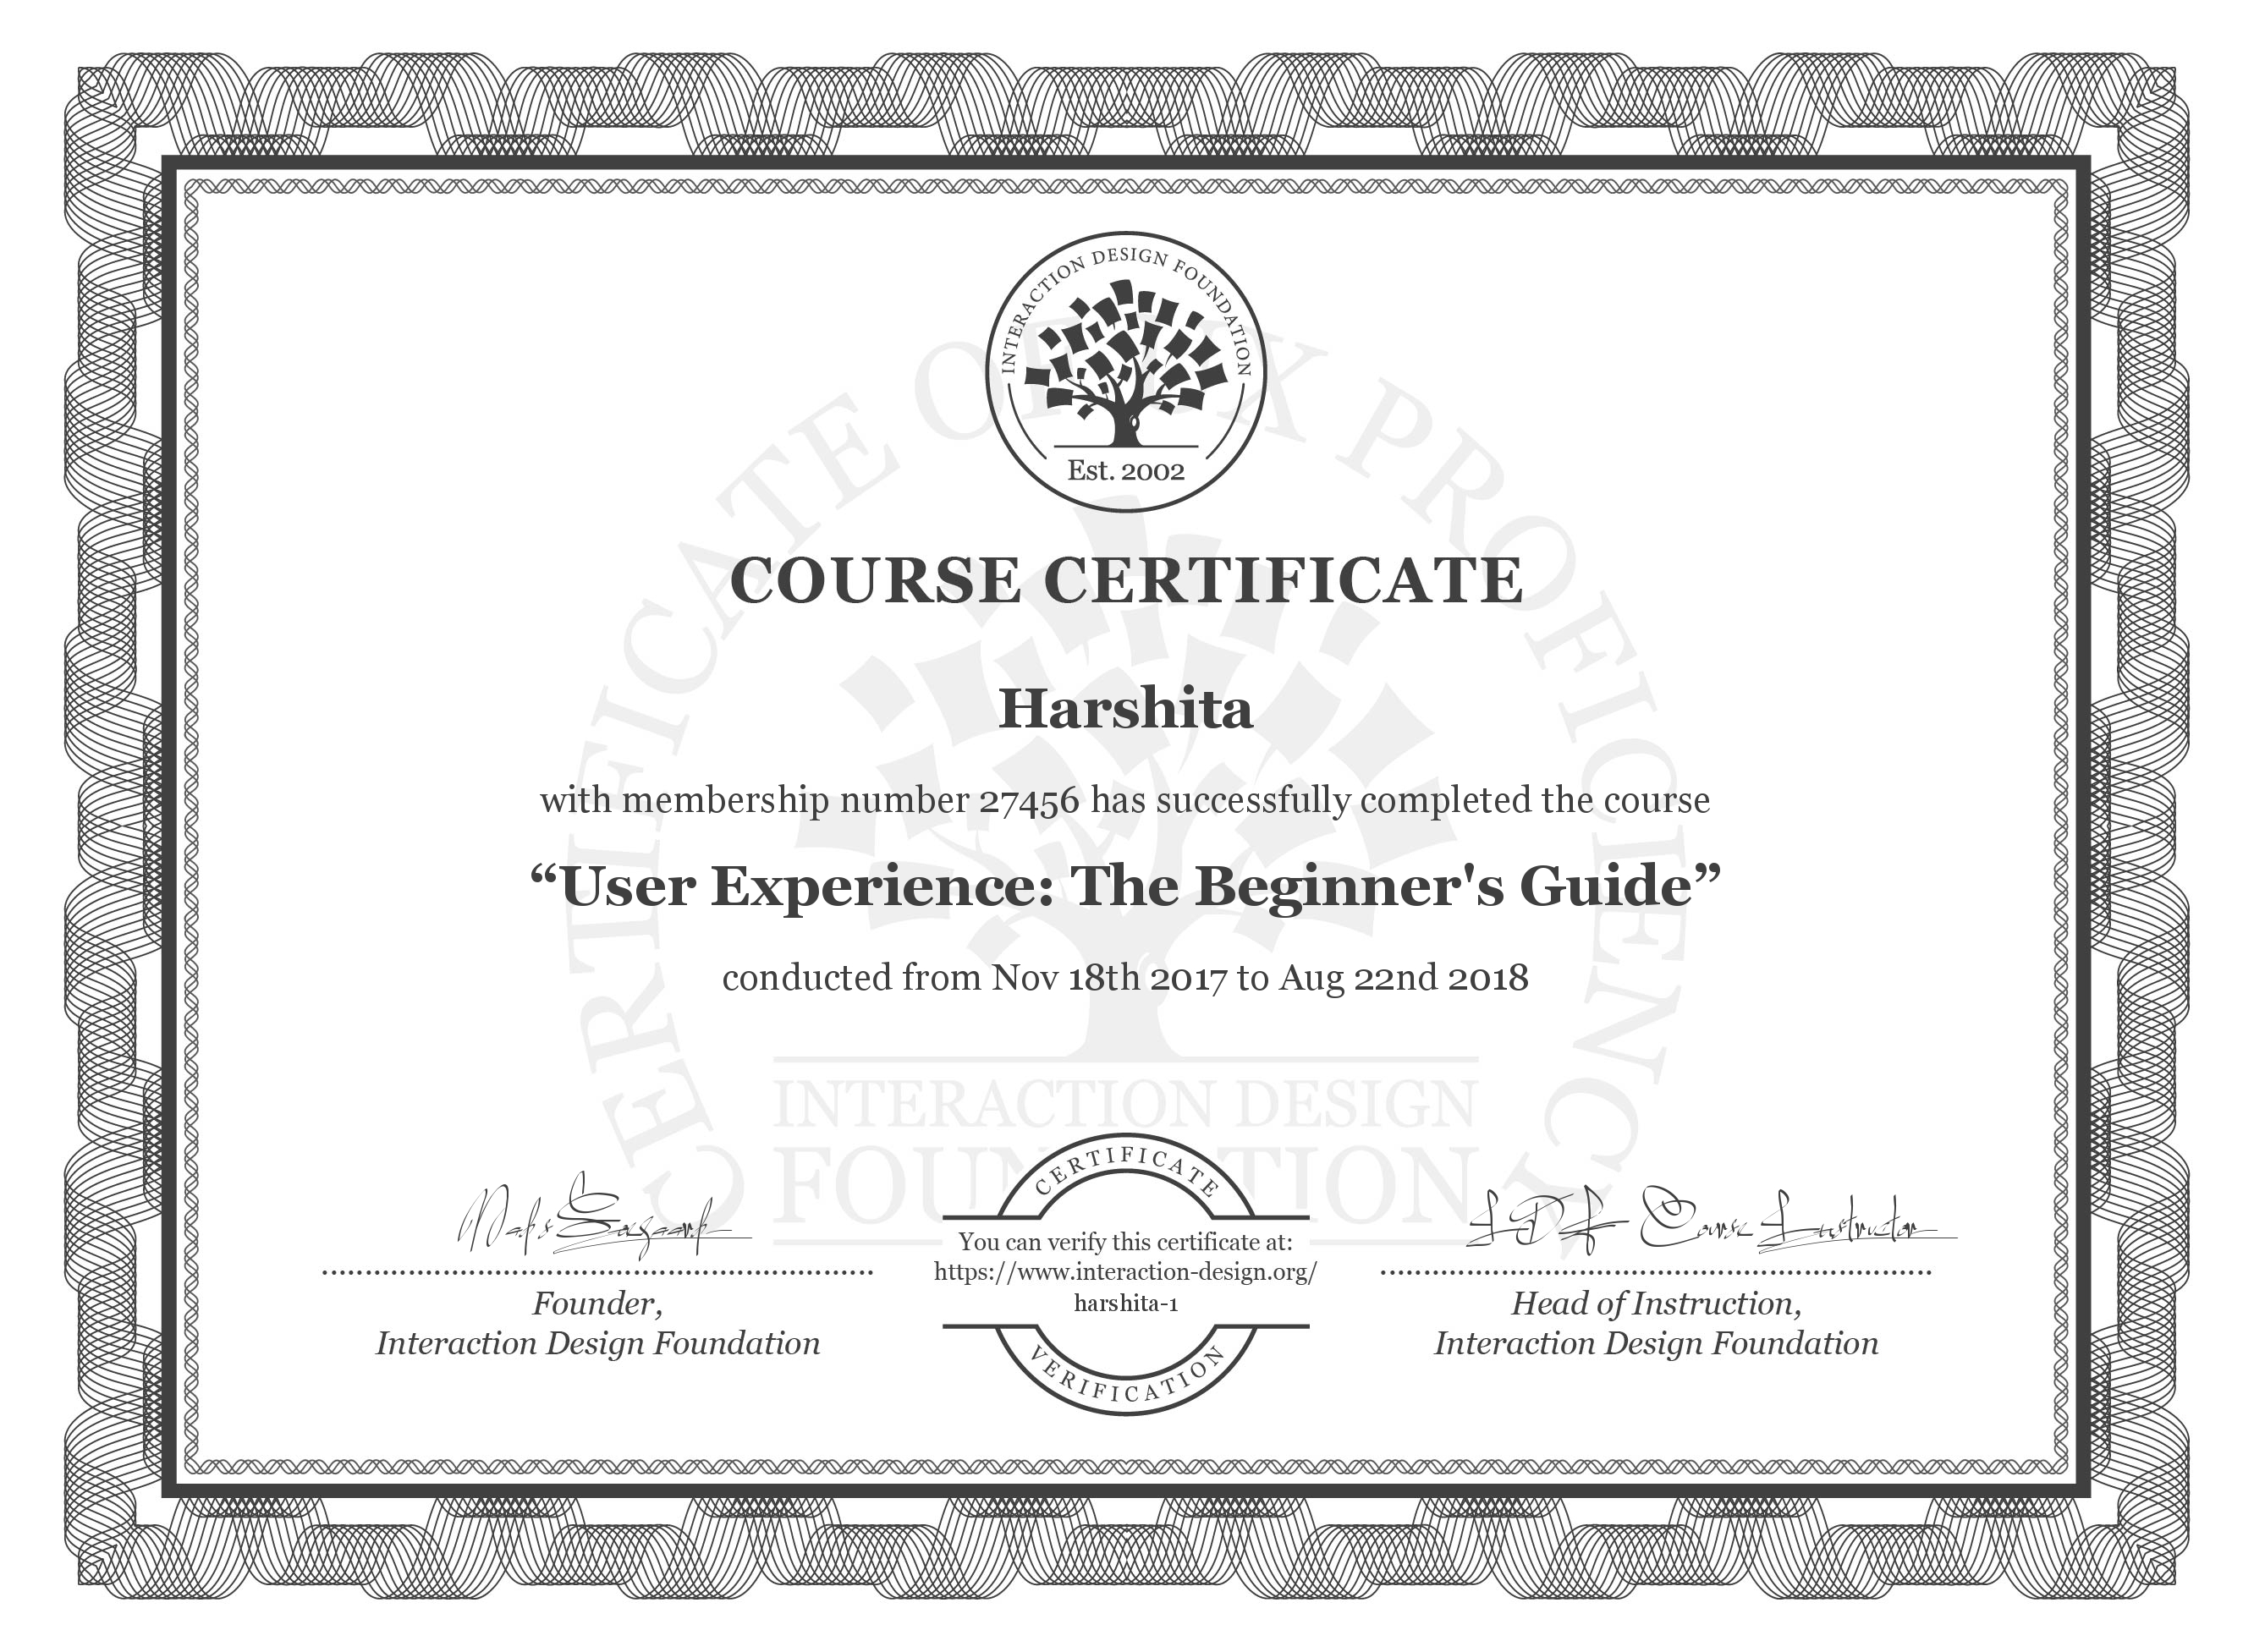 INTERACTION DESIGN FOUNDATION
Est. 2002
CERTIFICATE OF UX PROFICIENCY
COURSE CERTIFICATE
Harshita
with membership number 27456 has successfully completed the course
“User Experience: The Beginner's Guide”
conducted from Nov 18th 2017 to Aug 22nd 2018
INTERACTION DESIGN
FOUNDATION
Mads Soegaard
CERTIFICATE
You can verify this certificate at:
https://www.interaction-design.org/
harshita-1
VERIFICATION
IDF Course Instructor
Founder,
Interaction Design Foundation
Head of Instruction,
Interaction Design Foundation